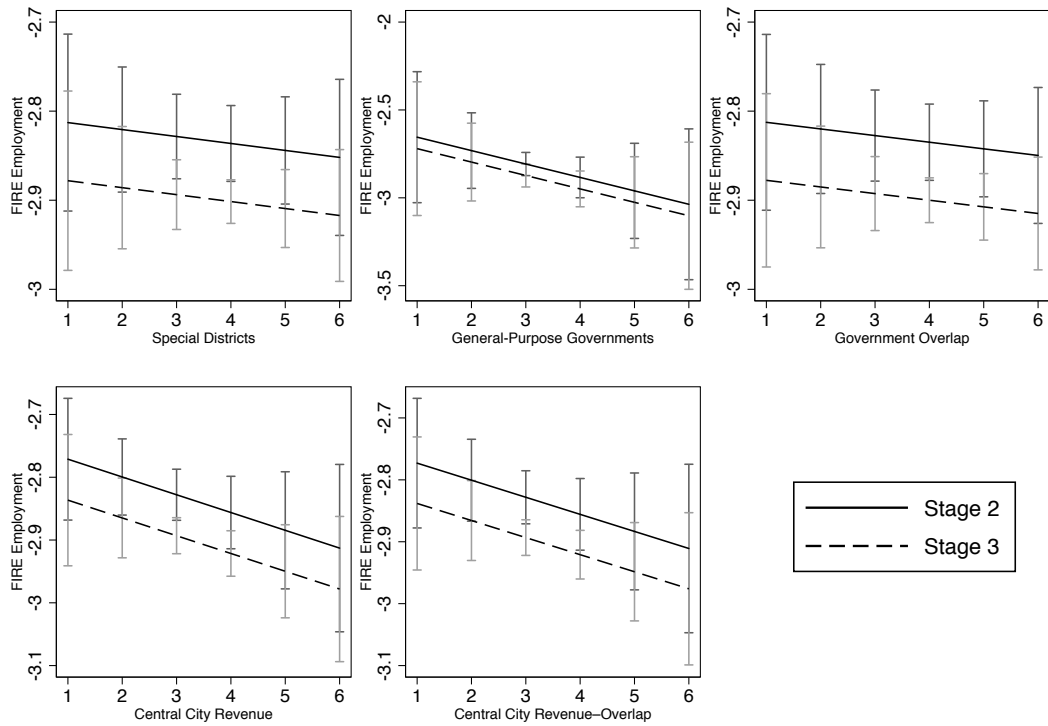 -2.7
-2.8
-2.9
-3
FIRE Employment
1 2 3 4 5 6
Special Districts
-2
-2.5
-3
-3.5
FIRE Employment
1 2 3 4 5 6
General-Purpose Governments
-2.7
-2.8
-2.9
-3
FIRE Employment
1 2 3 4 5 6
Government Overlap
-2.7
-2.8
-2.9
-3
-3.1
FIRE Employment
1 2 3 4 5 6
Central City Revenue
-2.7
-2.8
-2.9
-3
-3.1
FIRE Employment
1 2 3 4 5 6
Central City Revenue–Overlap
Stage 2
Stage 3